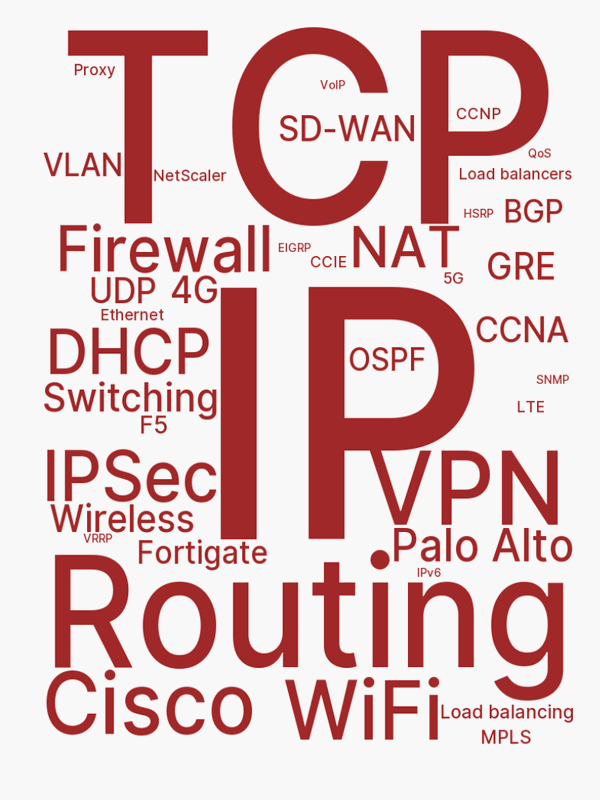 TCP
Proxy
VoIP
SD-WAN
CCNP
VLAN
NetScaler
QoS
Load balancers
HSRP
BGP
Firewall
EIGRP
CCIE
NAT
5G
GRE
UDP
4G
Ethernet
IP
DHCP
OSPF
CCNA
Switching
SNMP
LTE
F5
IPSec
VPN
Wireless
VRRP
Fortigate
Palo Alto
IPv6
Routing
Cisco
WiFi
Load balancing
MPLS